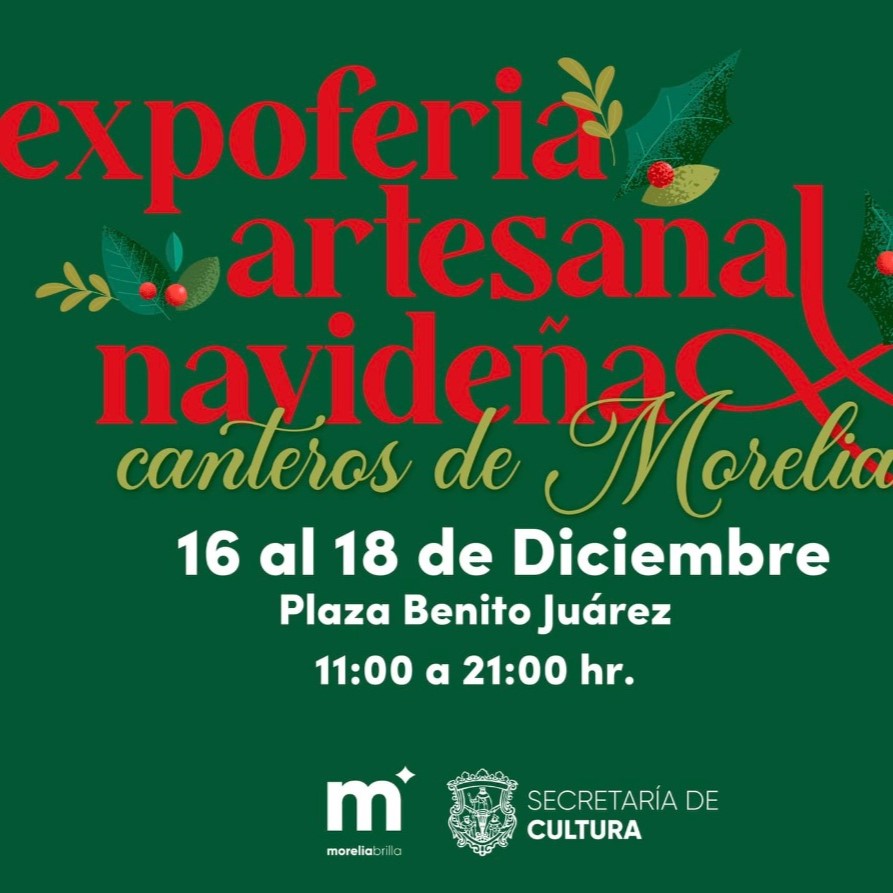 expoferia
artesanal
navideña
canteros de Morelia
16 al 18 de Diciembre
Plaza Benito Juárez
11:00 a 21:00 hr.
m
moreliabrilla
SECRETARÍA DE
CULTURA